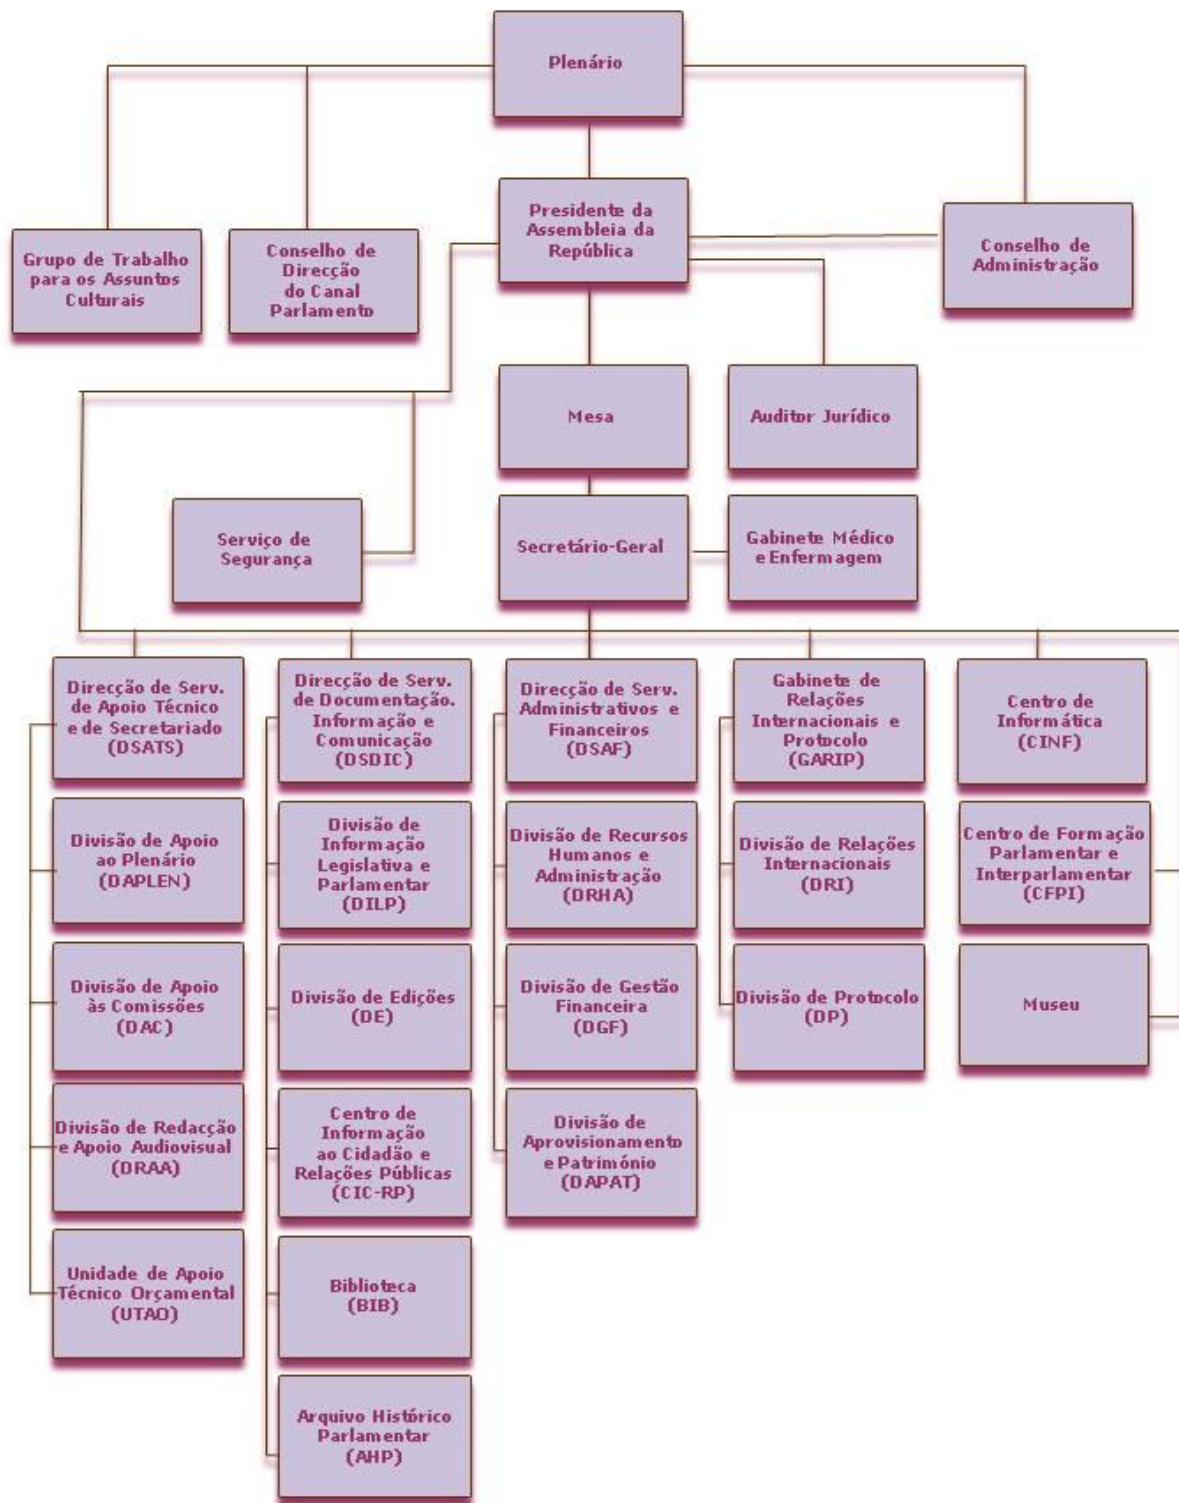 Plenário
Presidente da
Assembleia da
República
Grupo de Trabalho
para os Assuntos
Culturais
Conselho de
Direcção
do Canal
Parlamento
Conselho de
Administração
Mesa
Auditor Jurídico
Serviço de
Segurança
Secretário-Geral
Gabinete Médico
e Enfermagem
Direcção de Serv.
de Apoio Técnico
e de Secretariado
(DSATS)
Direcção de Serv.
de Documentação.
Informação e
Comunicação
(DSDIC)
Direcção de Serv.
Administrativos e
Financeiros
(DSAF)
Gabinete de
Relações
Internacionais e
Protocolo
(GARIP)
Centro de
Informática
(CINF)
Divisão de Apoio
ao Plenário
(DAPLEN)
Divisão de
Informação
Legislativa e
Parlamentar
(DILP)
Divisão de Recursos
Humanos e
Administração
(DRHA)
Divisão de Relações
Internacionais
(DRI)
Centro de Formação
Parlamentar e
Interparlamentar
(CFPI)
Divisão de Apoio
às Comissões
(DAC)
Divisão de Edições
(DE)
Divisão de Gestão
Financeira
(DGF)
Divisão de Protocolo
(DP)
Museu
Divisão de Redacção
e Apoio Audiovisual
(DRAA)
Centro de
Informação
ao Cidadão e
Relações Públicas
(CIC-RP)
Divisão de
Aprovisionamento
e Património
(DAPAT)
Unidade de Apoio
Técnico Orçamental
(UTAO)
Biblioteca
(BIB)
Arquivo Histórico
Parlamentar
(AHP)